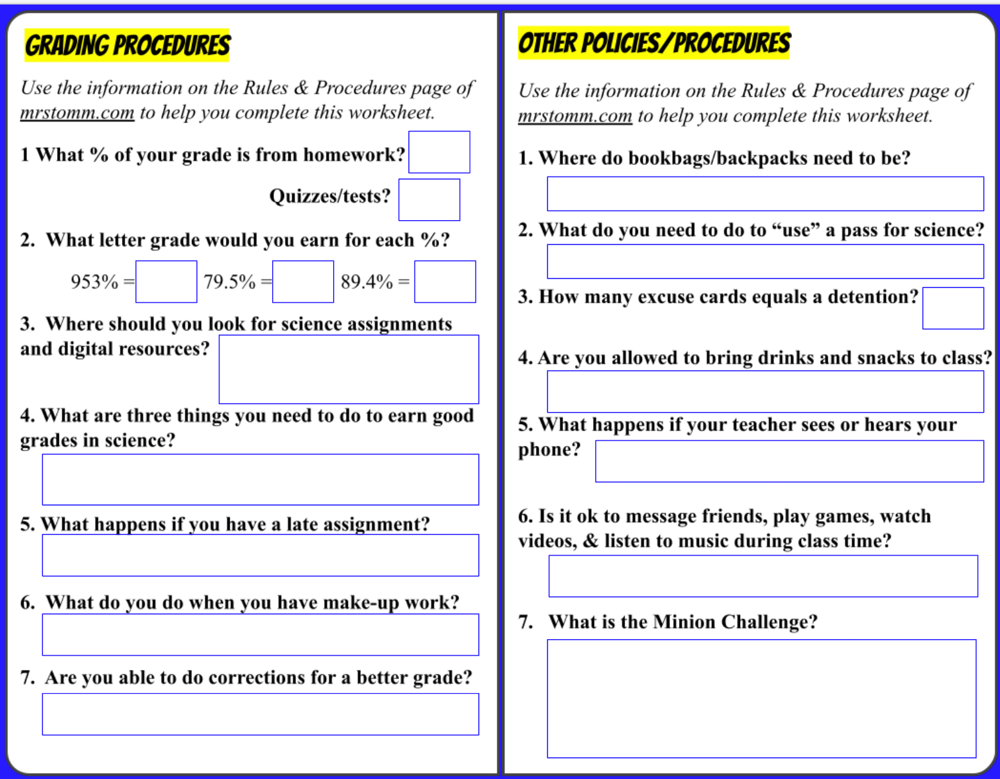 GRADING PROCEDURES
Use the information on the Rules & Procedures page of
mrstomm.com to help you complete this worksheet.
1 What % of your grade is from homework?
Quizzes/tests?
2. What letter grade would you earn for each %?
953% = 79.5% = 89.4% =
3. Where should you look for science assignments
and digital resources?
4. What are three things you need to do to earn good
grades in science?
5. What happens if you have a late assignment?
6. What do you do when you have make-up work?
7. Are you able to do corrections for a better grade?
OTHER POLICIES/PROCEDURES
Use the information on the Rules & Procedures page of
mrstomm.com to help you complete this worksheet.
1. Where do bookbags/backpacks need to be?
2. What do you need to do to “use” a pass for science?
3. How many excuse cards equals a detention?
4. Are you allowed to bring drinks and snacks to class?
5. What happens if your teacher sees or hears your
phone?
6. Is it ok to message friends, play games, watch
videos, & listen to music during class time?
7. What is the Minion Challenge?